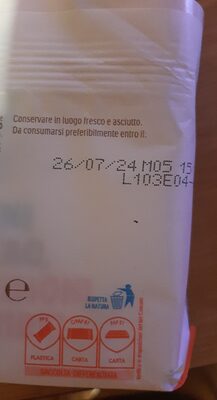 Conservare in luogo fresco e asciutto.
Da consumarsi preferibilmente entro il:
26/07/24 M05 15
L103E04-
e
RISPETTA
LA NATURA
PLASTICA
CARTA
CARTA
RACCOLTA DIFFERENZIATA